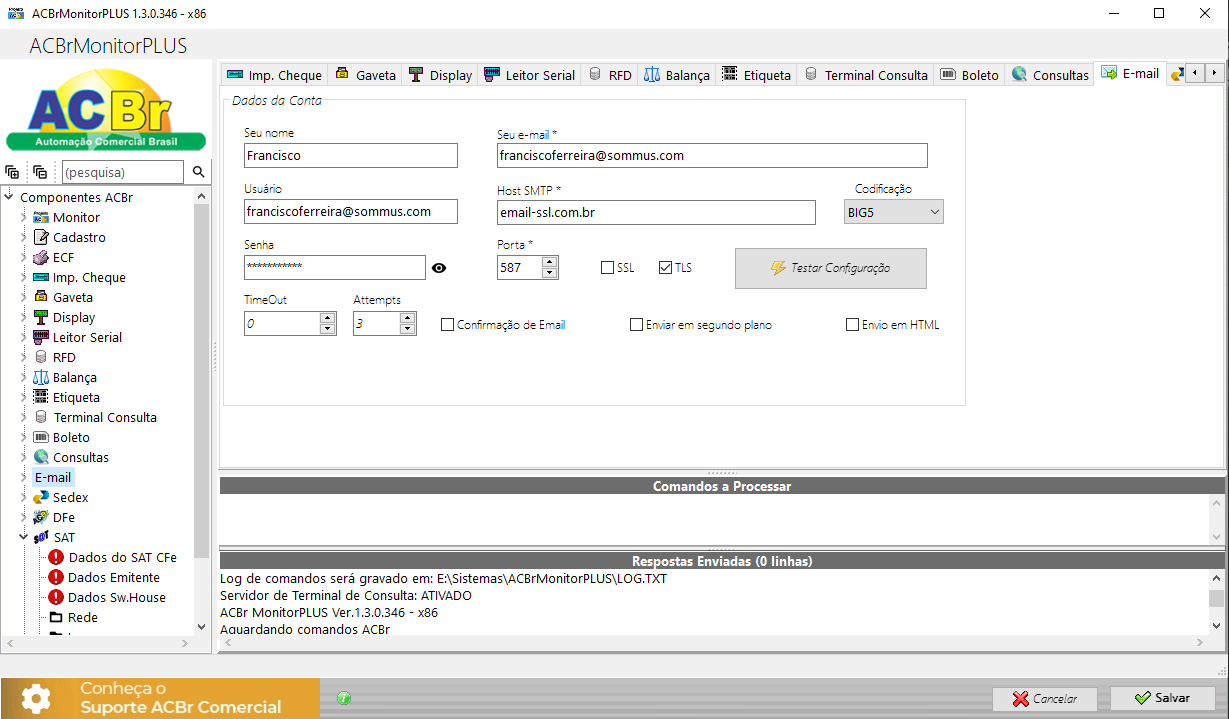 ACBrMonitorPLUS 1.3.0.346 - x86
ACBrMonitorPLUS
ACBr
Automação Comercial Brasil
(pesquisa)
Componentes ACBr
Monitor
Cadastro
ECF
Imp. Cheque
Gaveta
Display
Leitor Serial
RFD
Balança
Etiqueta
Terminal Consulta
Boleto
Consultas
E-mail
Sedex
DFe
SAT
Dados do SAT CFe
Dados Emitente
Dados Sw.House
Rede
Imp. Cheque Gaveta Display Leitor Serial RFD Balança Etiqueta Terminal Consulta Boleto Consultas E-mail
Dados da Conta
Seu nome Seu e-mail *
Francisco franciscoferreira@sommus.com
Usuário Host SMTP * Codificação
franciscoferreira@sommus.com email-ssl.com.br BIG5
Senha Porta *
*********** 587 SSL TLS Testar Configuração
TimeOut Attempts
0 3 Confirmação de Email Enviar em segundo plano Envio em HTML
Comandos a Processar
Respostas Enviadas (0 linhas)
Log de comandos será gravado em: E:\Sistemas\ACBrMonitorPLUS\LOG.TXT
Servidor de Terminal de Consulta: ATIVADO
ACBr MonitorPLUS Ver.1.3.0.346 - x86
Aguardando comandos ACBr
Conheça o
Suporte ACBr Comercial
Cancelar Salvar